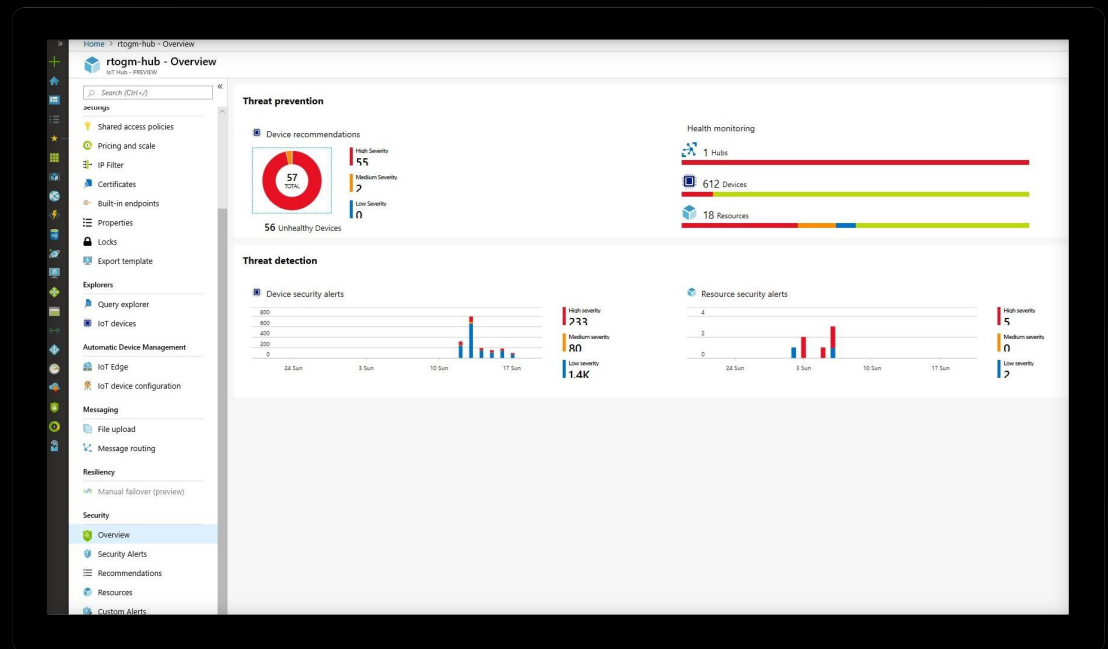 Home > rtogm-hub - Overview
rtogm-hub - Overview
IoT Hub - PREVIEW
Search (Ctrl+/)
Settings
Shared access policies
Pricing and scale
IP Filter
Certificates
Built-in endpoints
Properties
Locks
Export template
Explorers
Query explorer
IoT devices
Automatic Device Management
IoT Edge
IoT device configuration
Messaging
File upload
Message routing
Resiliency
Manual failover (preview)
Security
Overview
Security Alerts
Recommendations
Resources
Custom Alerts
Threat prevention
Device recommendations
57
TOTAL
High Severity
55
Medium Severity
2
Low Severity
0
56 Unhealthy Devices
Health monitoring
1 Hubs
612 Devices
18 Resources
Threat detection
Device security alerts
800
600
400
200
0
24 Sun 3 Sun 10 Sun 17 Sun
High severity
233
Medium severity
80
Low severity
1.4K
Resource security alerts
4
2
0
24 Sun 3 Sun 10 Sun 17 Sun
High severity
5
Medium severity
0
Low severity
2